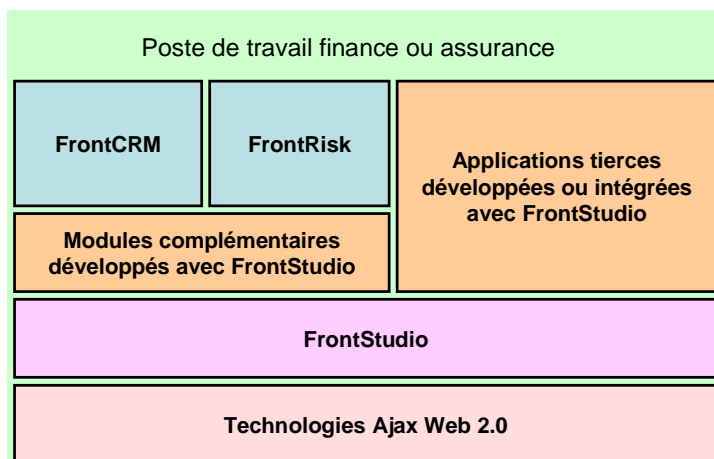 Poste de travail finance ou assurance
FrontCRM
FrontRisk
Applications tierces
développées ou intégrées
avec FrontStudio
Modules complémentaires
développés avec FrontStudio
FrontStudio
Technologies Ajax Web 2.0